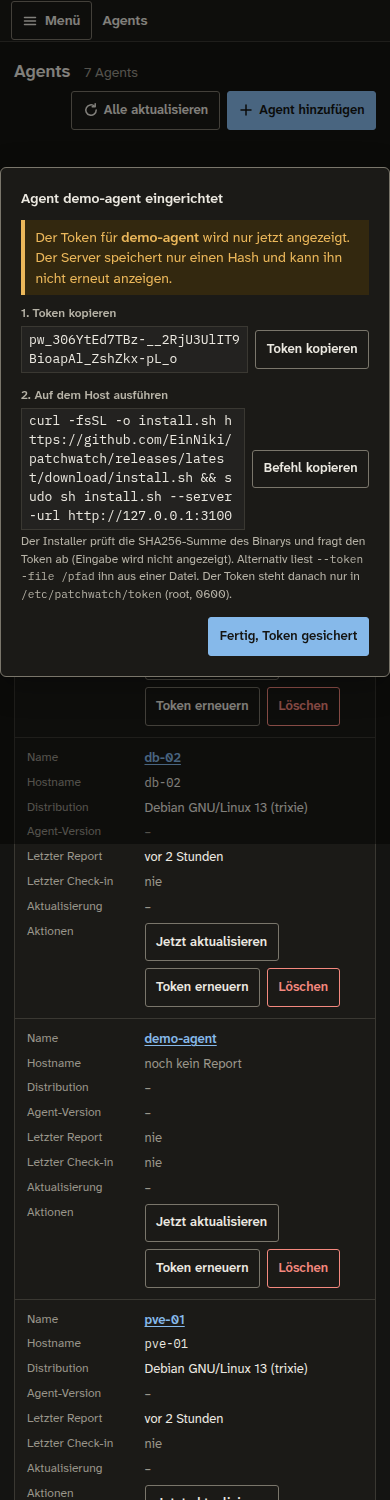 Menü Agents
Agents 7 Agents
Alle aktualisieren Agent hinzufügen
Agent demo-agent eingerichtet
Der Token für demo-agent wird nur jetzt angezeigt.
Der Server speichert nur einen Hash und kann ihn
nicht erneut anzeigen.
1. Token kopieren
pw_306YtEd7TBz-__2RjU3UlIT9
BioapAl_ZshZkx-pL_o
Token kopieren
2. Auf dem Host ausführen
curl -fsSL -o install.sh h
ttps://github.com/EinNiki/
patchwatch/releases/lates
t/download/install.sh && s
udo sh install.sh --server
-url http://127.0.0.1:3100
Befehl kopieren
Der Installer prüft die SHA256-Summe des Binarys und fragt den
Token ab (Eingabe wird nicht angezeigt). Alternativ liest --token
-file /pfad ihn aus einer Datei. Der Token steht danach nur in
/etc/patchwatch/token (root, 0600).
Fertig, Token gesichert
Token erneuern Löschen
Name db-02
Hostname db-02
Distribution Debian GNU/Linux 13 (trixie)
Agent-Version –
Letzter Report vor 2 Stunden
Letzter Check-in nie
Aktualisierung –
Aktionen Jetzt aktualisieren
Token erneuern Löschen
Name demo-agent
Hostname noch kein Report
Distribution –
Agent-Version –
Letzter Report nie
Letzter Check-in nie
Aktualisierung –
Aktionen Jetzt aktualisieren
Token erneuern Löschen
Name pve-01
Hostname pve-01
Distribution Debian GNU/Linux 13 (trixie)
Agent-Version –
Letzter Report vor 2 Stunden
Letzter Check-in nie
Aktualisierung –
Aktionen Jetzt aktualisieren